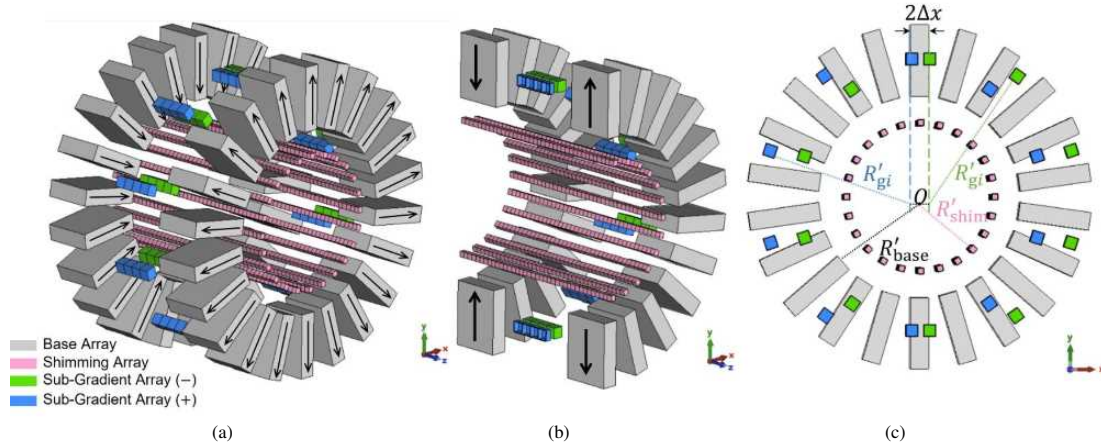 2Δx
R′gi
O
R′gi
R′shim
R′base
Base Array
Shimming Array
Sub-Gradient Array (−)
Sub-Gradient Array (+)
y
x
z
y
x
z
y
(a)
(b)
(c)